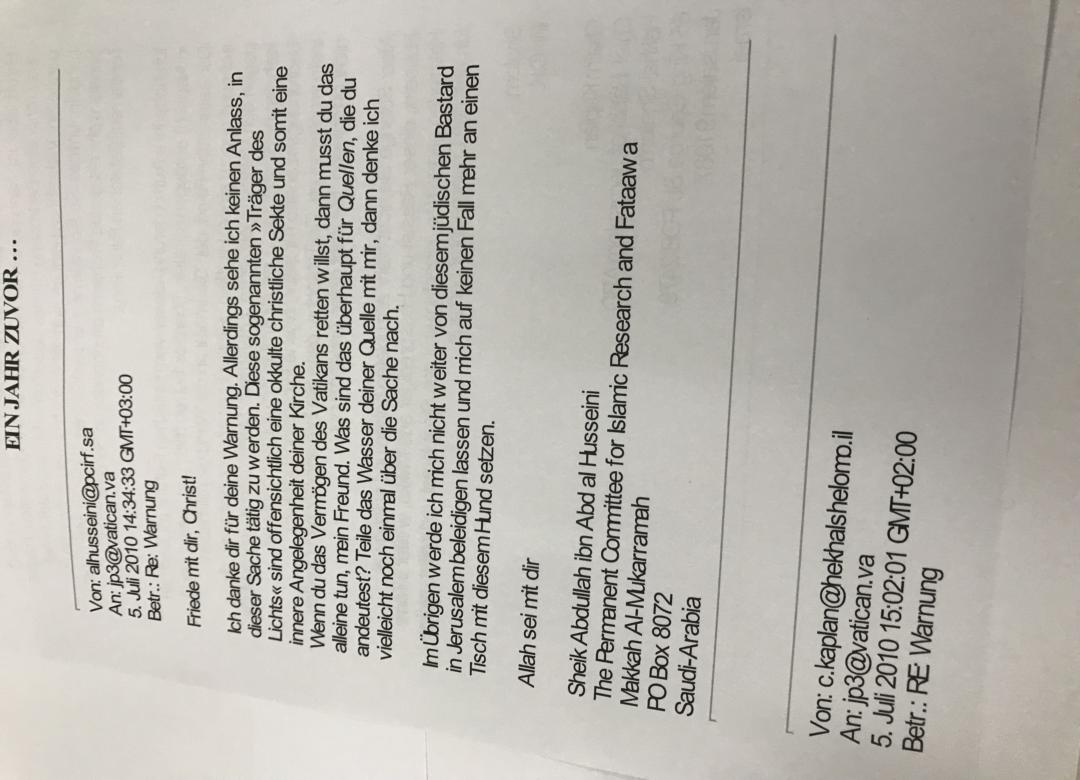 EIN JAHR ZUVOR ...
Von: alhusseini@pcirf.sa
An: jp3@vatican.va
5. Juli 2010 14:34:33 GMT+03:00
Betr.: Re: Warnung
Friede mit dir, Christ!
Ich danke dir für deine Warnung. Allerdings sehe ich keinen Anlass, in
dieser Sache tätig zu werden. Diese sogenannten »Träger des
Lichts« sind offensichtlich eine okkulte christliche Sekte und somit eine
innere Angelegenheit deiner Kirche.
Wenn du das Vermögen des Vatikans retten willst, dann musst du das
alleine tun, mein Freund. Was sind das überhaupt für Quellen, die du
andeutest? Teile das Wasser deiner Quelle mit mir, dann denke ich
vielleicht noch einmal über die Sache nach.
Im Übrigen werde ich mich nicht weiter von diesem jüdischen Bastard
in Jerusalem beleidigen lassen und mich auf keinen Fall mehr an einen
Tisch mit diesem Hund setzen.
Allah sei mit dir
Sheik Abdullah ibn Abd al Husseini
The Permanent Committee for Islamic Research and Fataawa
Makkah Al-Mukarramah
PO Box 8072
Saudi-Arabia
Von: c.kaplan@hekhalshelomo.il
An: jp3@vatican.va
5. Juli 2010 15:02:01 GMT+02:00
Betr.: RE: Warnung